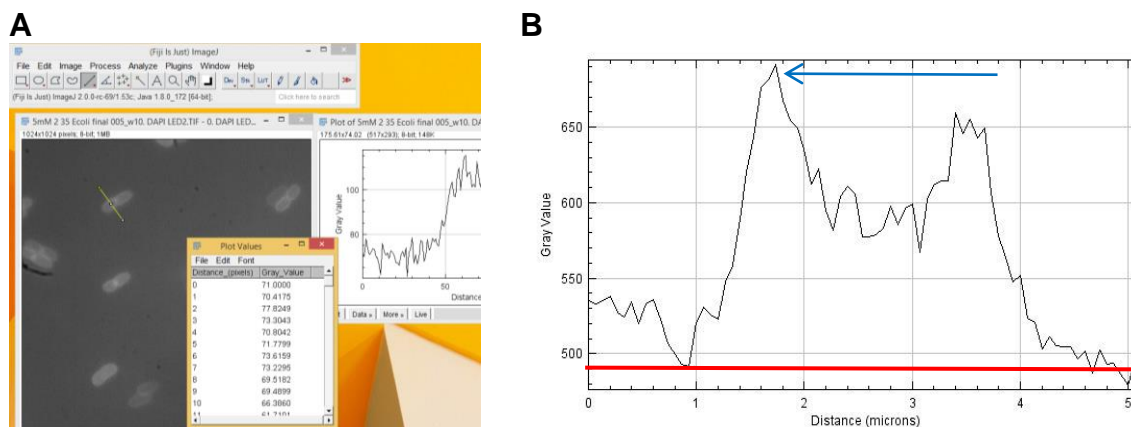 A
B
(Fiji Is Just) ImageJ
File Edit Image Process Analyze Plugins Window Help
Dev Stk LUT
(Fiji Is Just) ImageJ 2.0.0-rc-69/1.53c; Java 1.8.0_172 [64-bit];
Click here to search
5mM 2 35 Ecoli final 005_w10. DAPI LED2.TIF - 0. DAPI LED...
1024x1024 pixels; 8-bit; 1MB
Plot of 5mM 2 35 Ecoli final 005_w10. DA
175.61x74.02 (517x293); 8-bit; 148K
100
80
Gray Value
0
50
Distance
Data » More » Live
Plot Values
File Edit Font
Distance_(pixels) Gray_Value
0 71.0000
1 70.4175
2 77.8249
3 73.3043
4 70.8042
5 71.7799
6 73.6159
7 73.2295
8 69.5182
9 69.4899
10 66.3860
11 61.7101
650
600
550
500
Gray Value
0 1 2 3 4 5
Distance (microns)